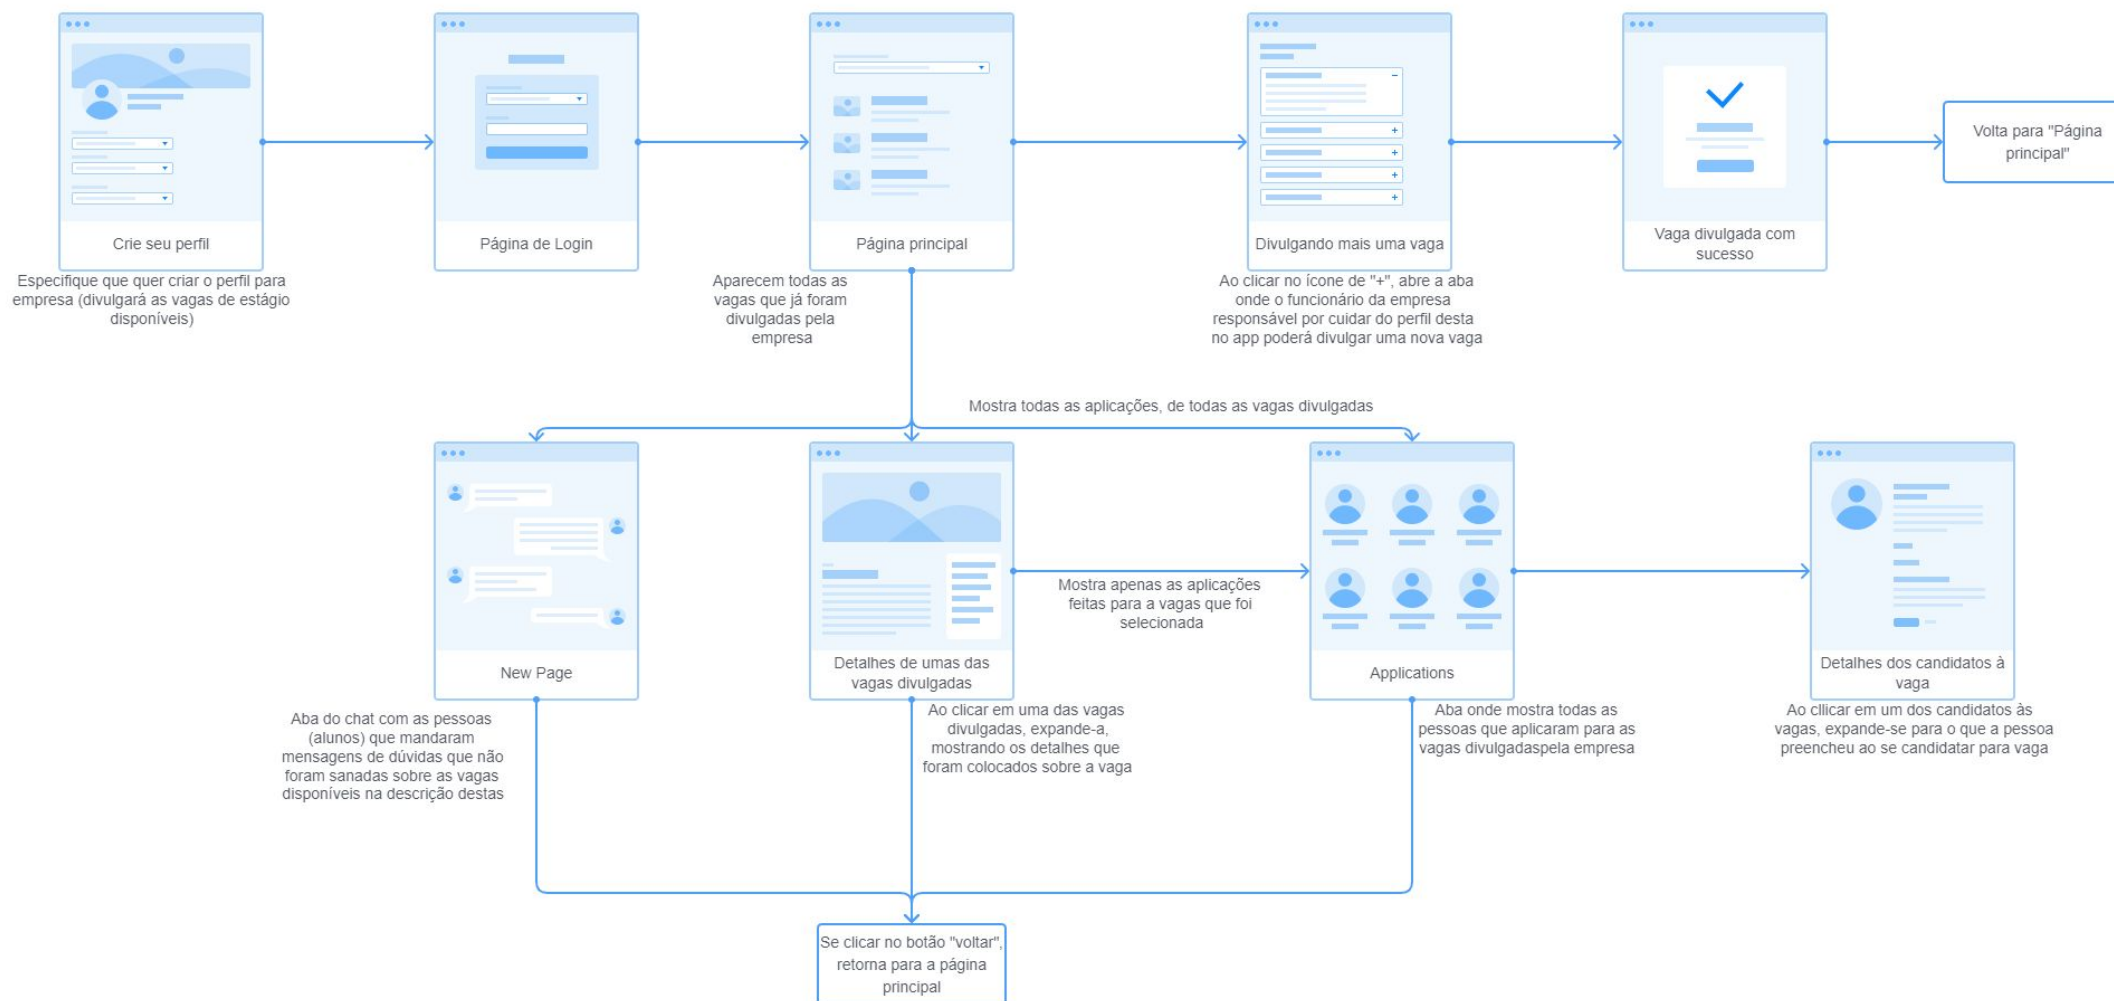 Crie seu perfil
Especifique que quer criar o perfil para
empresa (divulgará as vagas de estágio
disponíveis)
Página de Login
Página principal
Aparecem todas as
vagas que já foram
divulgadas pela
empresa
Divulgando mais uma vaga
Ao clicar no ícone de "+", abre a aba
onde o funcionário da empresa
responsável por cuidar do perfil desta
no app poderá divulgar uma nova vaga
Vaga divulgada com
sucesso
Volta para "Página
principal"
Mostra todas as aplicações, de todas as vagas divulgadas
New Page
Aba do chat com as pessoas
(alunos) que mandaram
mensagens de dúvidas que não
foram sanadas sobre as vagas
disponíveis na descrição destas
Detalhes de umas das
vagas divulgadas
Ao clicar em uma das vagas
divulgadas, expande-a,
mostrando os detalhes que
foram colocados sobre a vaga
Mostra apenas as aplicações
feitas para a vagas que foi
selecionada
Applications
Aba onde mostra todas as
pessoas que aplicaram para as
vagas divulgadaspela empresa
Detalhes dos candidatos à
vaga
Ao cllicar em um dos candidatos às
vagas, expande-se para o que a pessoa
preencheu ao se candidatar para vaga
Se clicar no botão "voltar",
retorna para a página
principal